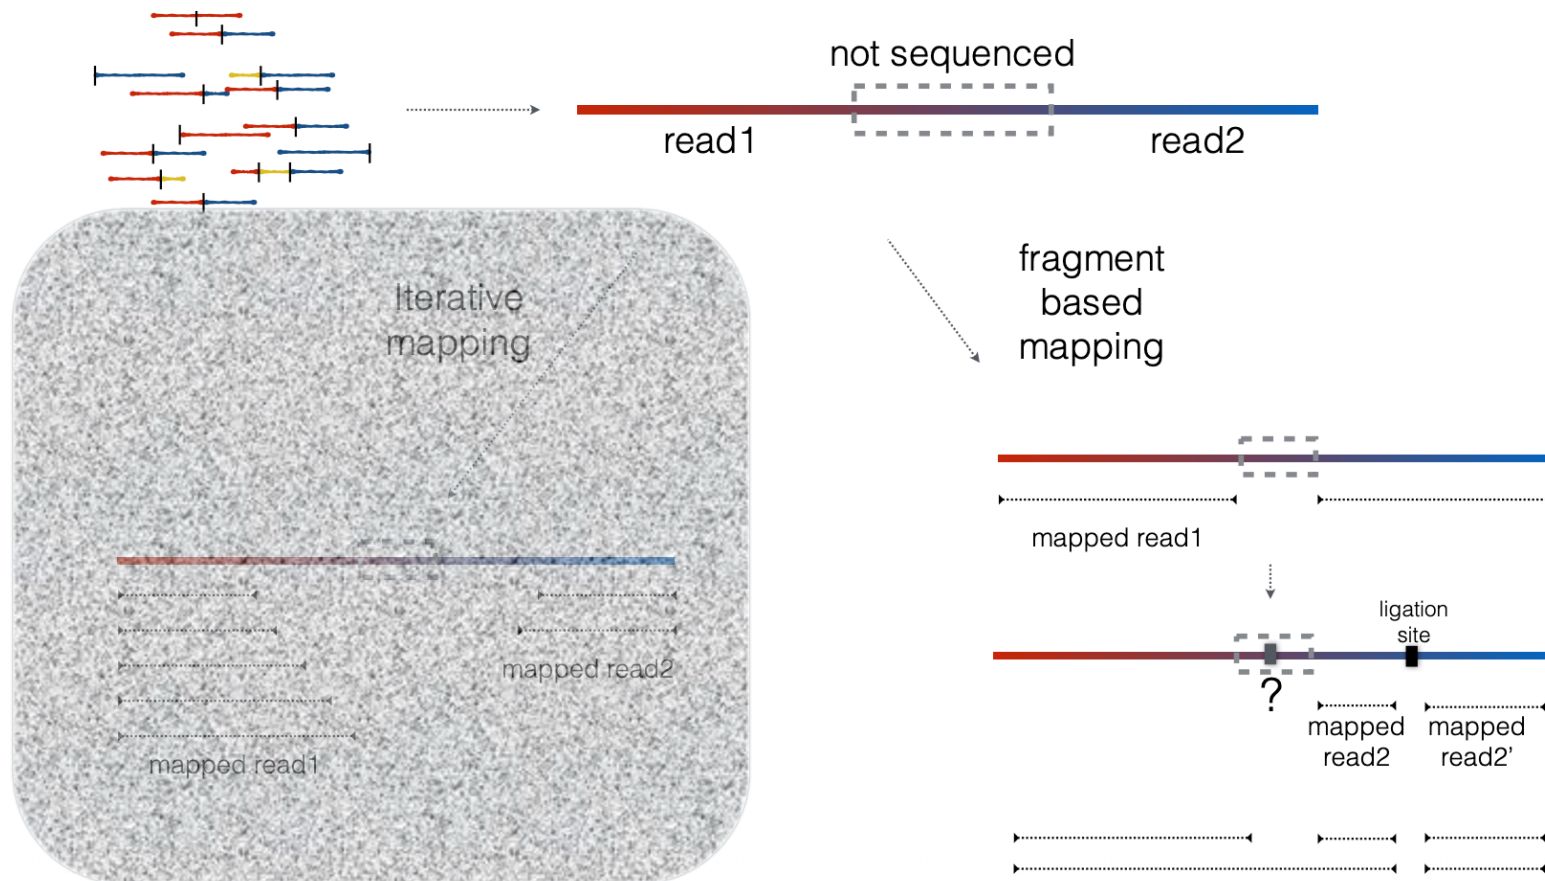 not sequenced
read1
read2
Iterative
mapping
fragment
based
mapping
mapped read1
ligation
site
?
mapped read2
mapped
read2
mapped
read2’
mapped read1